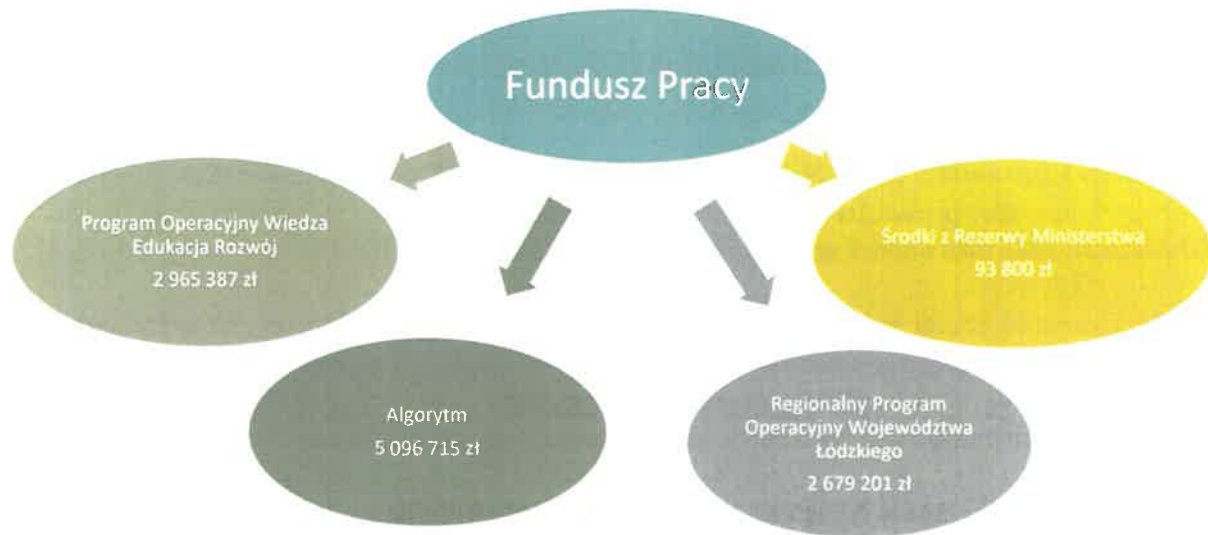 Fundusz Pracy
Program Operacyjny Wiedza
Edukacja Rozwój
2 965 387 zł
Algorytm
5 096 715 zł
Regionalny Program
Operacyjny Województwa
Łódzkiego
2 679 201 zł
Środki z Rezerwy Ministerstwa
93 800 zł